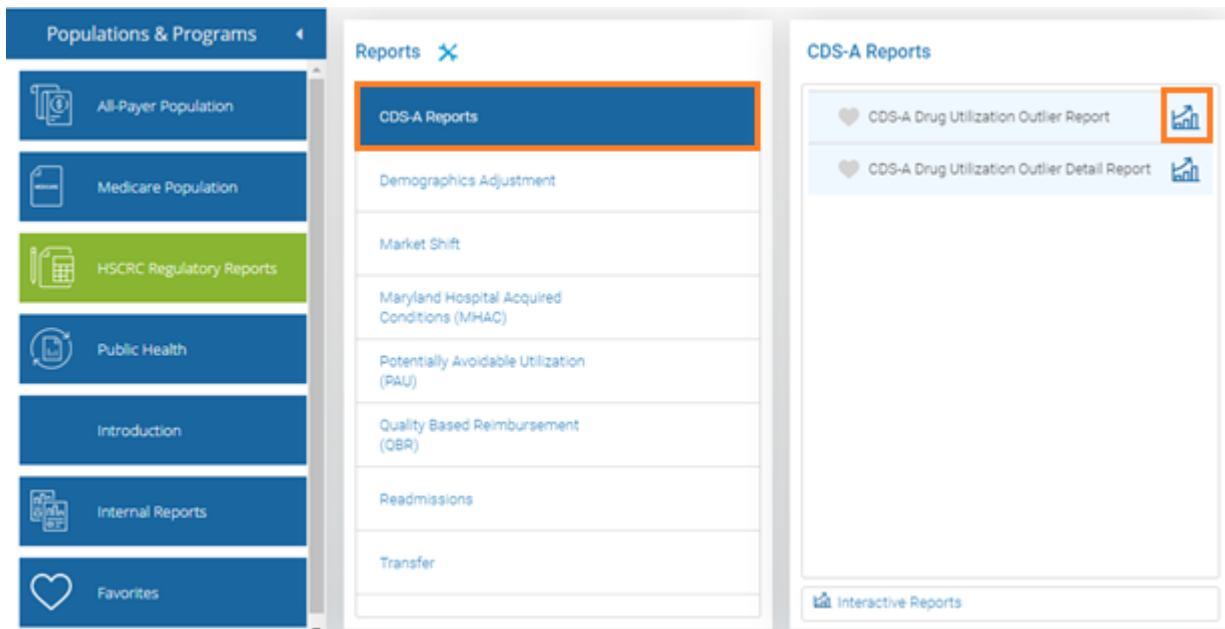 Populations & Programs
All-Payer Population
Medicare Population
HSCRC Regulatory Reports
Public Health
Introduction
Internal Reports
Favorites
Reports
CDS-A Reports
Demographics Adjustment
Market Shift
Maryland Hospital Acquired
Conditions (MHAC)
Potentially Avoidable Utilization
(PAU)
Quality Based Reimbursement
(QBR)
Readmissions
Transfer
CDS-A Reports
CDS-A Drug Utilization Outlier Report
CDS-A Drug Utilization Outlier Detail Report
Interactive Reports